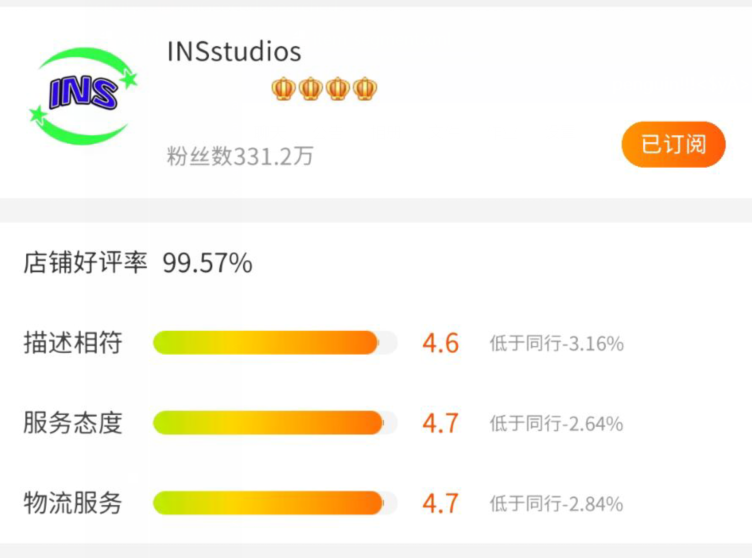 INS
INSstudios
粉丝数331.2万
已订阅
店铺好评率 99.57%
描述相符 4.6 低于同行-3.16%
服务态度 4.7 低于同行-2.64%
物流服务 4.7 低于同行-2.84%